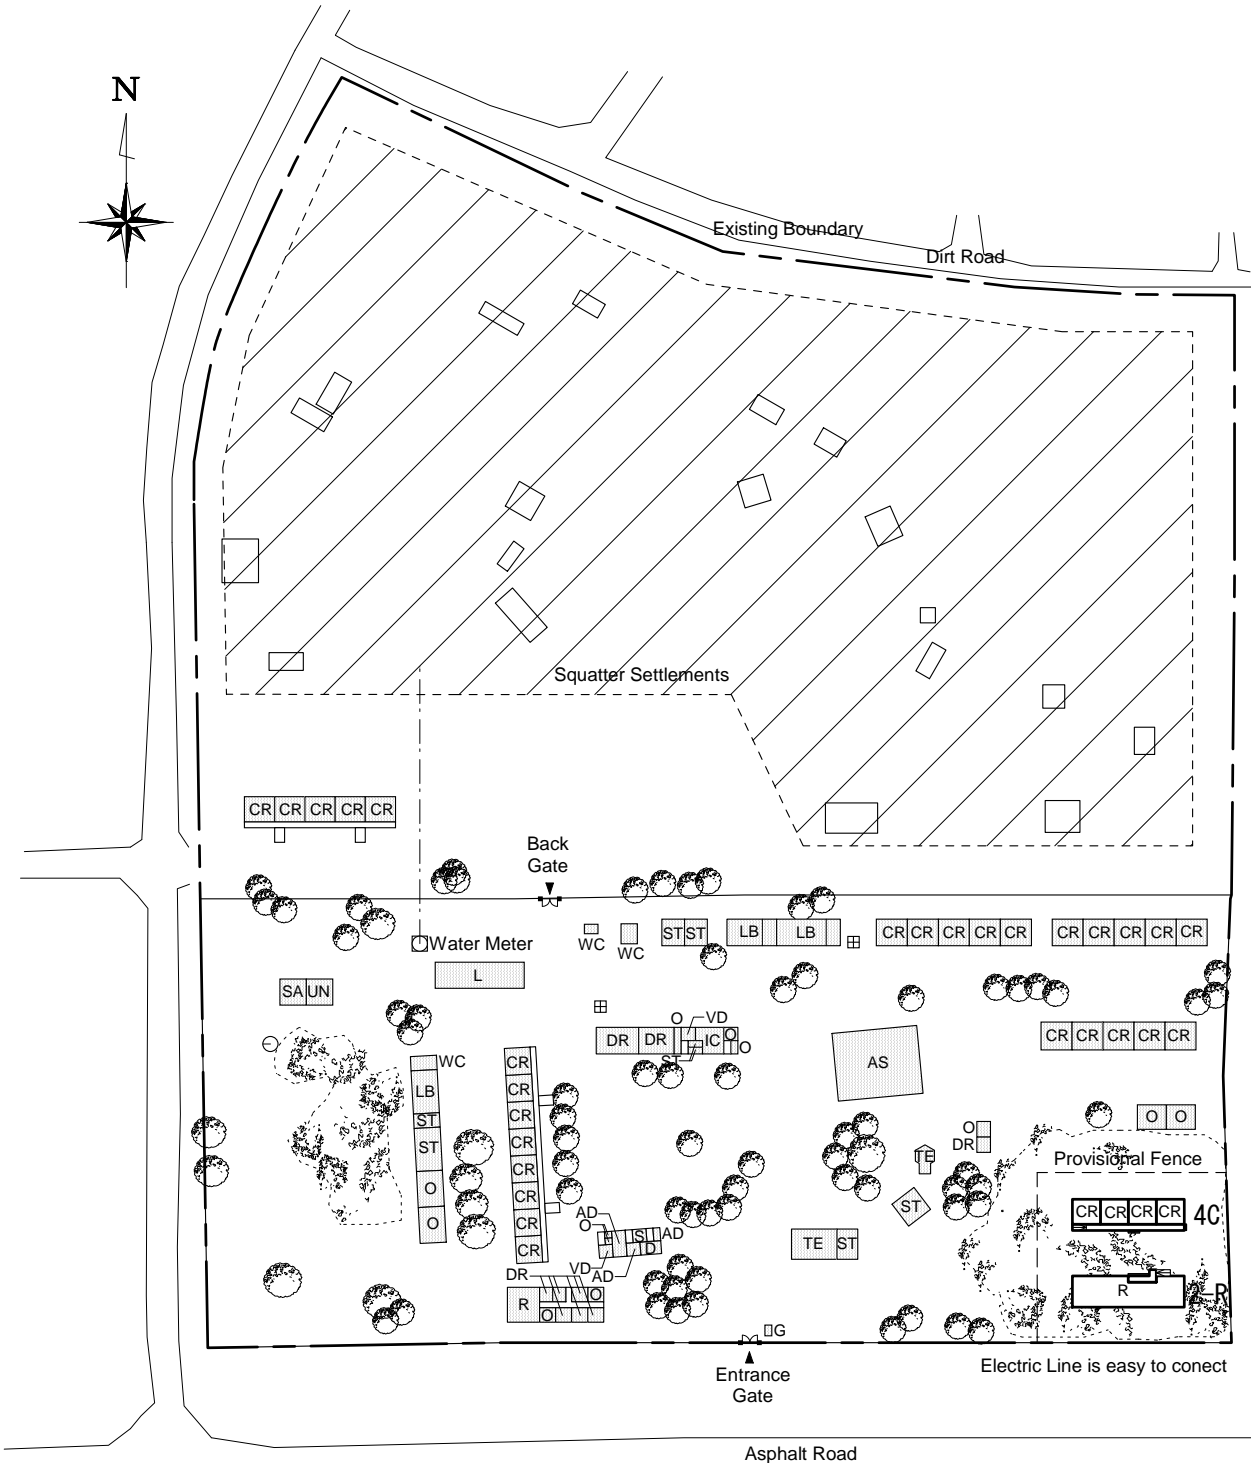 N
Existing Boundary
Dirt Road
Squatter Settlements
CR CR CR CR CR
Back
Gate
Water Meter
WC
WC
ST ST
LB LB
CR CR CR CR CR
CR CR CR CR CR
L
SA UN
O VD
DR DR IC O
O
ST
AS
CR CR CR CR CR
WC
LB
ST
ST
O
O
CR
CR
CR
CR
CR
CR
CR
CR
O O
O
DR
TE
Provisional Fence
ST
CR CR CR CR 4C
AD
O
S AD
D
VD
AD
TE ST
DR
R
O
O
R 2-R
G
Entrance
Gate
Electric Line is easy to conect
Asphalt Road